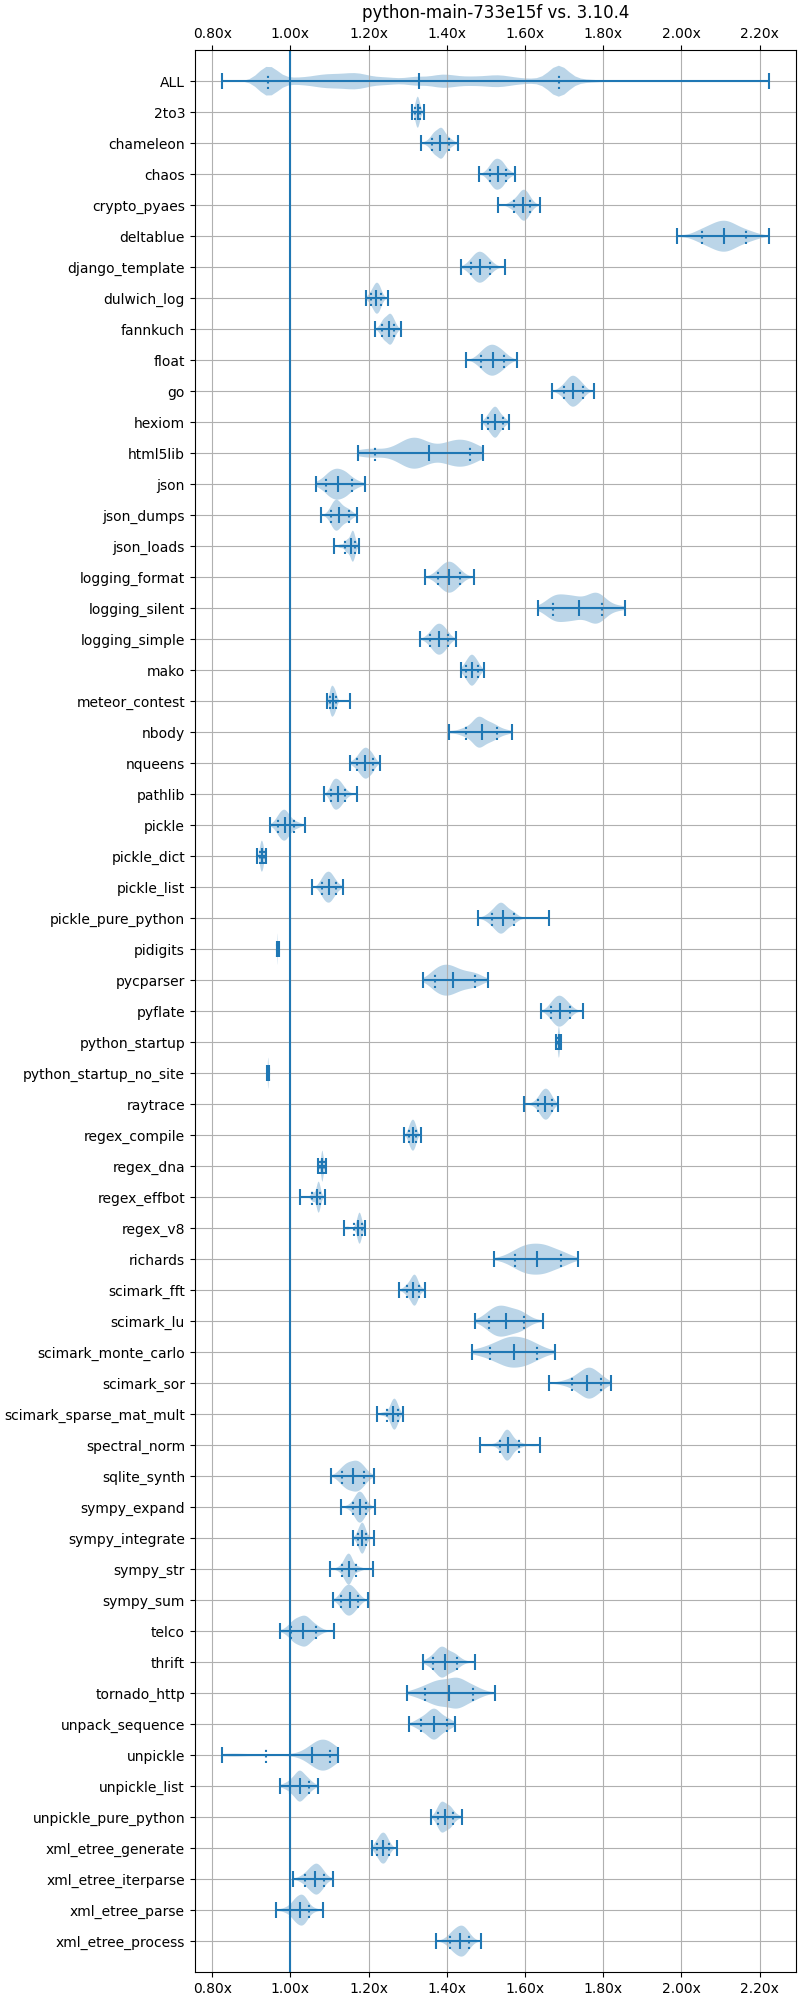 python-main-733e15f vs. 3.10.4
0.80x 1.00x 1.20x 1.40x 1.60x 1.80x 2.00x 2.20x
ALL
2to3
chameleon
chaos
crypto_pyaes
deltablue
django_template
dulwich_log
fannkuch
float
go
hexiom
html5lib
json
json_dumps
json_loads
logging_format
logging_silent
logging_simple
mako
meteor_contest
nbody
nqueens
pathlib
pickle
pickle_dict
pickle_list
pickle_pure_python
pidigits
pycparser
pyflate
python_startup
python_startup_no_site
raytrace
regex_compile
regex_dna
regex_effbot
regex_v8
richards
scimark_fft
scimark_lu
scimark_monte_carlo
scimark_sor
scimark_sparse_mat_mult
spectral_norm
sqlite_synth
sympy_expand
sympy_integrate
sympy_str
sympy_sum
telco
thrift
tornado_http
unpack_sequence
unpickle
unpickle_list
unpickle_pure_python
xml_etree_generate
xml_etree_iterparse
xml_etree_parse
xml_etree_process
0.80x 1.00x 1.20x 1.40x 1.60x 1.80x 2.00x 2.20x